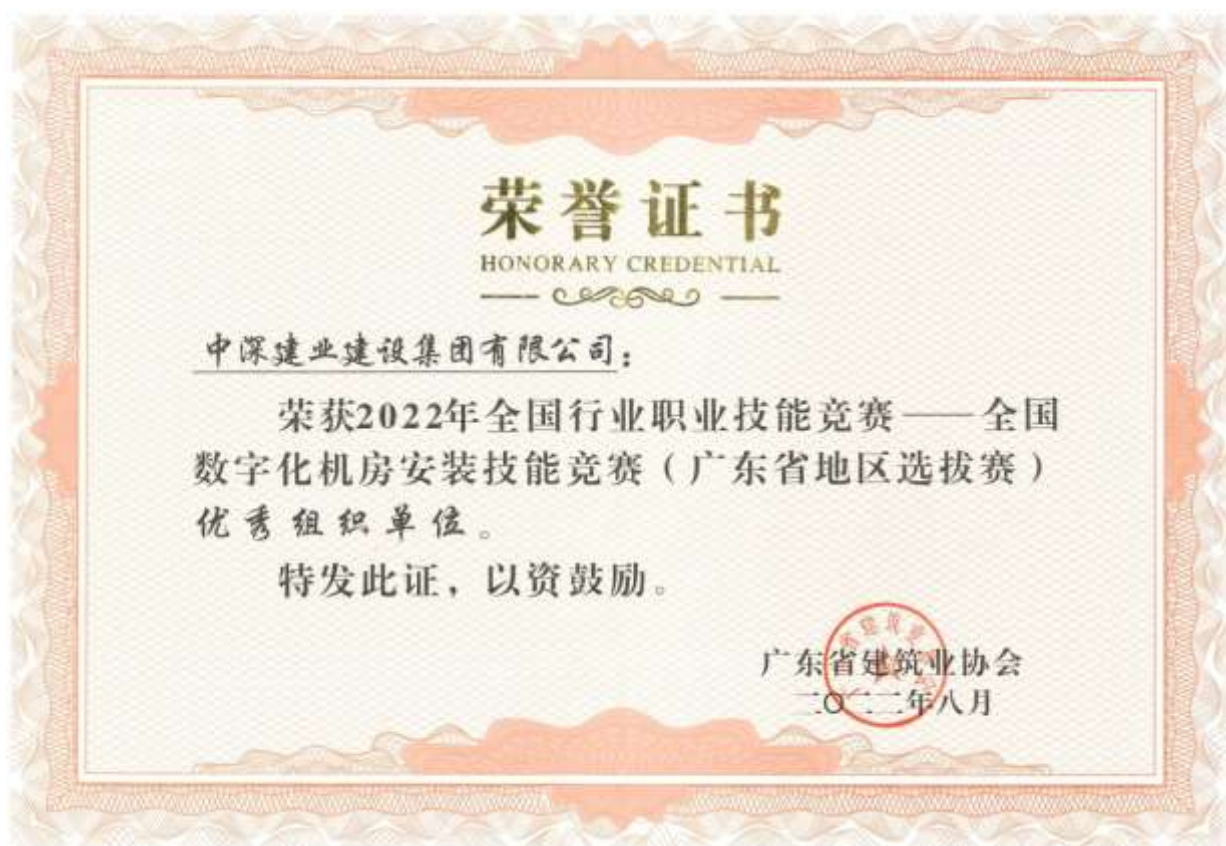 荣誉证书
HONORARY CREDENTIAL
中深建业建设集团有限公司：
荣获2022年全国行业职业技能竞赛——全国
数字化机房安装技能竞赛（广东省地区选拔赛）
优秀组织单位。
特发此证，以资鼓励。
广东省建筑业协会
二〇二二年八月